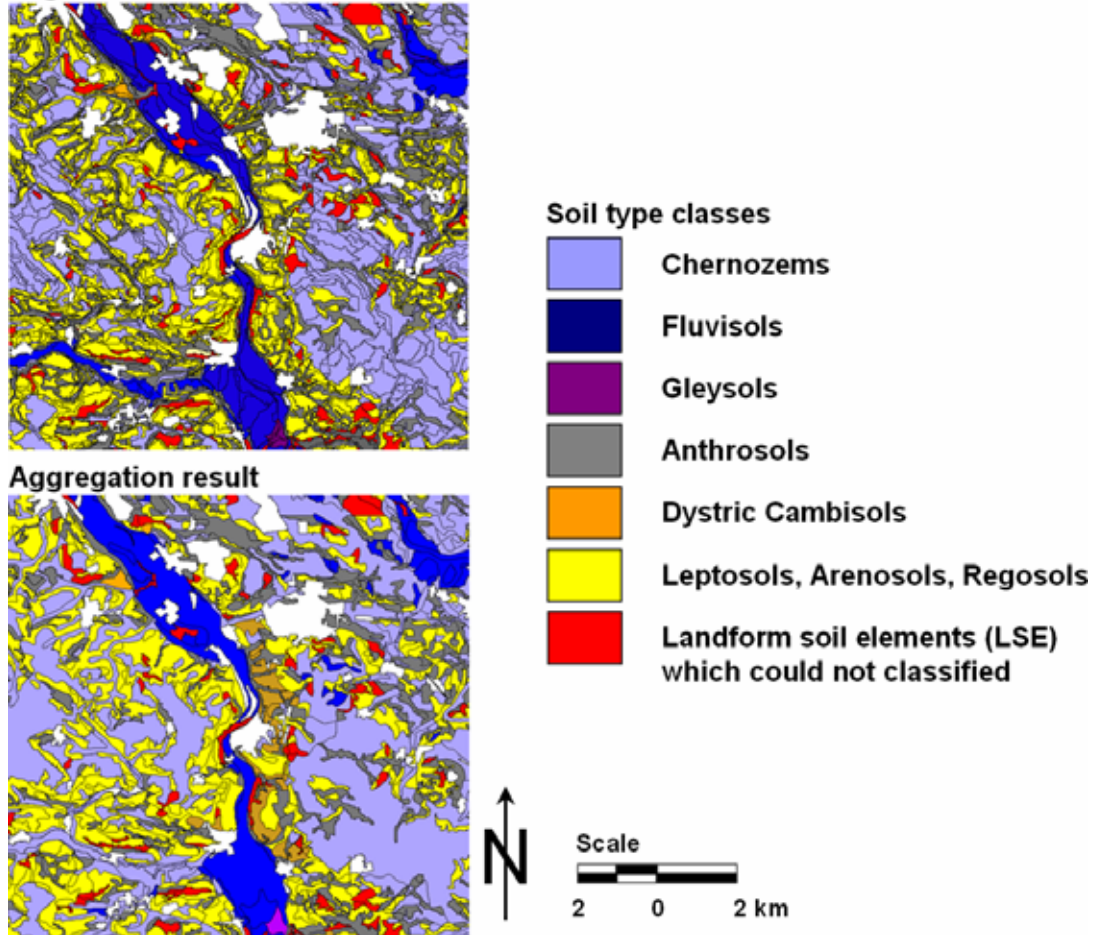 Aggregation result
Soil type classes
Chernozems
Fluvisols
Gleysols
Anthrosols
Dystric Cambisols
Leptosols, Arenosols, Regosols
Landform soil elements (LSE)
which could not classified
N
Scale
2 0 2 km